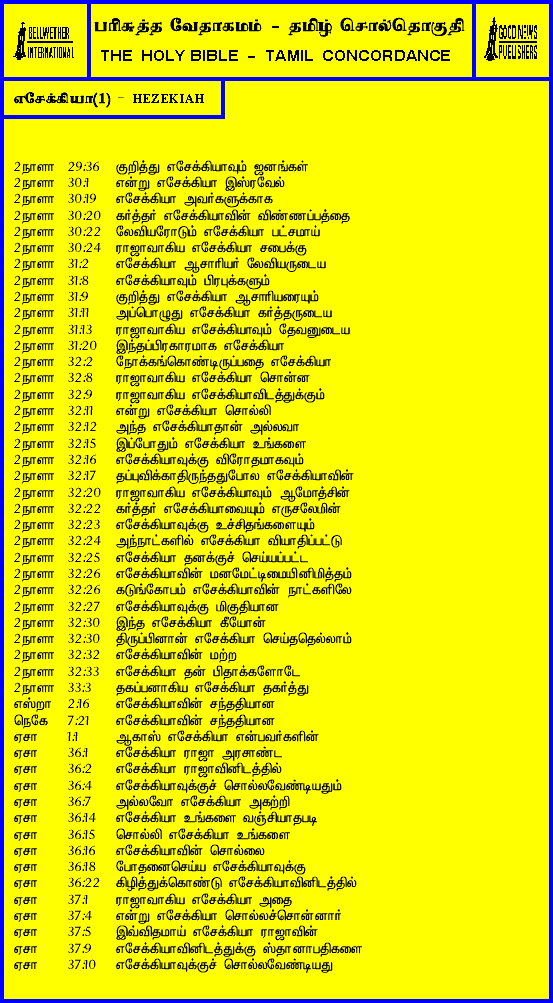 BELLWETHER
INTERNATIONAL
பரிசுத்த வேதாகமம் - தமிழ் சொல்தொகுதி
THE HOLY BIBLE - TAMIL CONCORDANCE
GOOD NEWS
PUBLISHERS
எசேக்கியா(1) - HEZEKIAH
2நாளா 29:36 குறித்து எசேக்கியாவும் ஜனங்கள்
2நாளா 30:1 என்று எசேக்கியா இஸ்ரவேல்
2நாளா 30:19 எசேக்கியா அவர்களுக்காக
2நாளா 30:20 கர்த்தர் எசேக்கியாவின் விண்ணப்பத்தை
2நாளா 30:22 லேவியரோடும் எசேக்கியா பட்சமாய்
2நாளா 30:24 ராஜாவாகிய எசேக்கியா சபைக்கு
2நாளா 31:2 எசேக்கியா ஆசாரியர் லேவியருடைய
2நாளா 31:8 எசேக்கியாவும் பிரபுக்களும்
2நாளா 31:9 குறித்து எசேக்கியா ஆசாரியரையும்
2நாளா 31:11 அப்பொழுது எசேக்கியா கர்த்தருடைய
2நாளா 31:13 ராஜாவாகிய எசேக்கியாவும் தேவனுடைய
2நாளா 31:20 இந்தப்பிரகாரமாக எசேக்கியா
2நாளா 32:2 நோக்கங்கொண்டிருப்பதை எசேக்கியா
2நாளா 32:8 ராஜாவாகிய எசேக்கியா சொன்ன
2நாளா 32:9 ராஜாவாகிய எசேக்கியாவிடத்துக்கும்
2நாளா 32:11 என்று எசேக்கியா சொல்லி
2நாளா 32:12 அந்த எசேக்கியாதான் அல்லவா
2நாளா 32:15 இப்போதும் எசேக்கியா உங்களை
2நாளா 32:16 எசேக்கியாவுக்கு விரோதமாகவும்
2நாளா 32:17 தப்புவிக்காதிருந்ததுபோல எசேக்கியாவின்
2நாளா 32:20 ராஜாவாகிய எசேக்கியாவும் ஆமோத்சின்
2நாளா 32:22 கர்த்தர் எசேக்கியாவையும் எருசலேமின்
2நாளா 32:23 எசேக்கியாவுக்கு உச்சிதங்களையும்
2நாளா 32:24 அந்நாட்களில் எசேக்கியா வியாதிப்பட்டு
2நாளா 32:25 எசேக்கியா தனக்குச் செய்யப்பட்ட
2நாளா 32:26 எசேக்கியாவின் மனமேட்டிமையினிமித்தம்
2நாளா 32:26 கடுங்கோபம் எசேக்கியாவின் நாட்களிலே
2நாளா 32:27 எசேக்கியாவுக்கு மிகுதியான
2நாளா 32:30 இந்த எசேக்கியா கீயோன்
2நாளா 32:30 திருப்பினான் எசேக்கியா செய்ததெல்லாம்
2நாளா 32:32 எசேக்கியாவின் மற்ற
2நாளா 32:33 எசேக்கியா தன் பிதாக்களோடே
2நாளா 33:3 தகப்பனாகிய எசேக்கியா தகர்த்து
எஸ்றா 2:16 எசேக்கியாவின் சந்ததியான
நெகே 7:21 எசேக்கியாவின் சந்ததியான
ஏசா 1:1 ஆகாஸ் எசேக்கியா என்பவர்களின்
ஏசா 36:1 எசேக்கியா ராஜா அரசாண்ட
ஏசா 36:2 எசேக்கியா ராஜாவினிடத்தில்
ஏசா 36:4 எசேக்கியாவுக்குச் சொல்லவேண்டியதும்
ஏசா 36:7 அல்லவோ எசேக்கியா அகற்றி
ஏசா 36:14 எசேக்கியா உங்களை வஞ்சியாதபடி
ஏசா 36:15 சொல்லி எசேக்கியா உங்களை
ஏசா 36:16 எசேக்கியாவின் சொல்லை
ஏசா 36:18 போதனைசெய்ய எசேக்கியாவுக்கு
ஏசா 36:22 கிழித்துக்கொண்டு எசேக்கியாவினிடத்தில்
ஏசா 37:1 ராஜாவாகிய எசேக்கியா அதை
ஏசா 37:4 என்று எசேக்கியா சொல்லச்சொன்னார்
ஏசா 37:5 இவ்விதமாய் எசேக்கியா ராஜாவின்
ஏசா 37:9 எசேக்கியாவினிடத்துக்கு ஸ்தானாபதிகளை
ஏசா 37:10 எசேக்கியாவுக்குச் சொல்லவேண்டியது